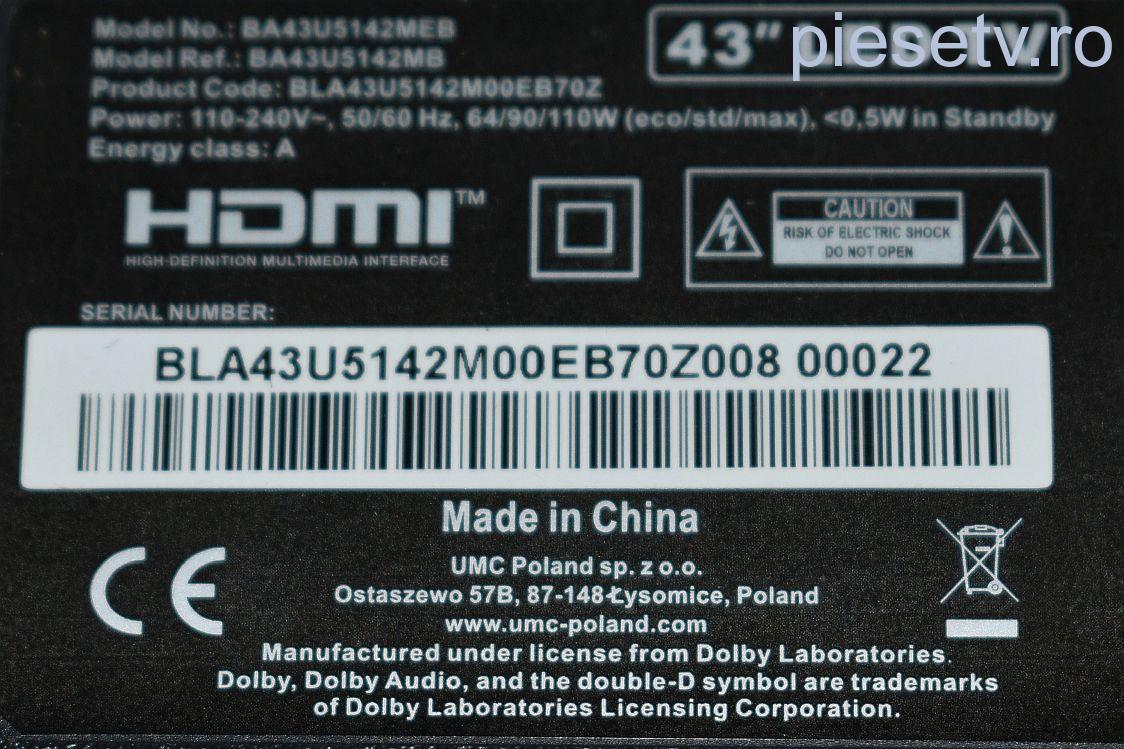 Model No.: BA43U5142MEB
Model Ref.: BA43U5142MB
Product Code: BLA43U5142M00EB70Z
Power: 110-240V~, 50/60 Hz, 64/90/110W (eco/std/max), <0,5W in Standby
Energy class: A
43" LED TV
piesetv.ro
HDMI™
HIGH-DEFINITION MULTIMEDIA INTERFACE
CAUTION
RISK OF ELECTRIC SHOCK
DO NOT OPEN
SERIAL NUMBER:
BLA43U5142M00EB70Z008 00022
Made in China
CE
UMC Poland sp. z o.o.
Ostaszewo 57B, 87-148 Łysomice, Poland
www.umc-poland.com
Manufactured under license from Dolby Laboratories.
Dolby, Dolby Audio, and the double-D symbol are trademarks
of Dolby Laboratories Licensing Corporation.